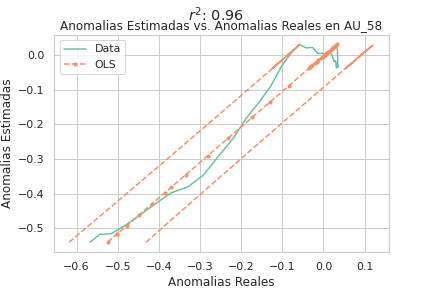 r²: 0.96
Anomalias Estimadas vs. Anomalias Reales en AU_58
Data
OLS
Anomalias Estimadas
0.0
−0.1
−0.2
−0.3
−0.4
−0.5
−0.6 −0.5 −0.4 −0.3 −0.2 −0.1 0.0 0.1
Anomalias Reales